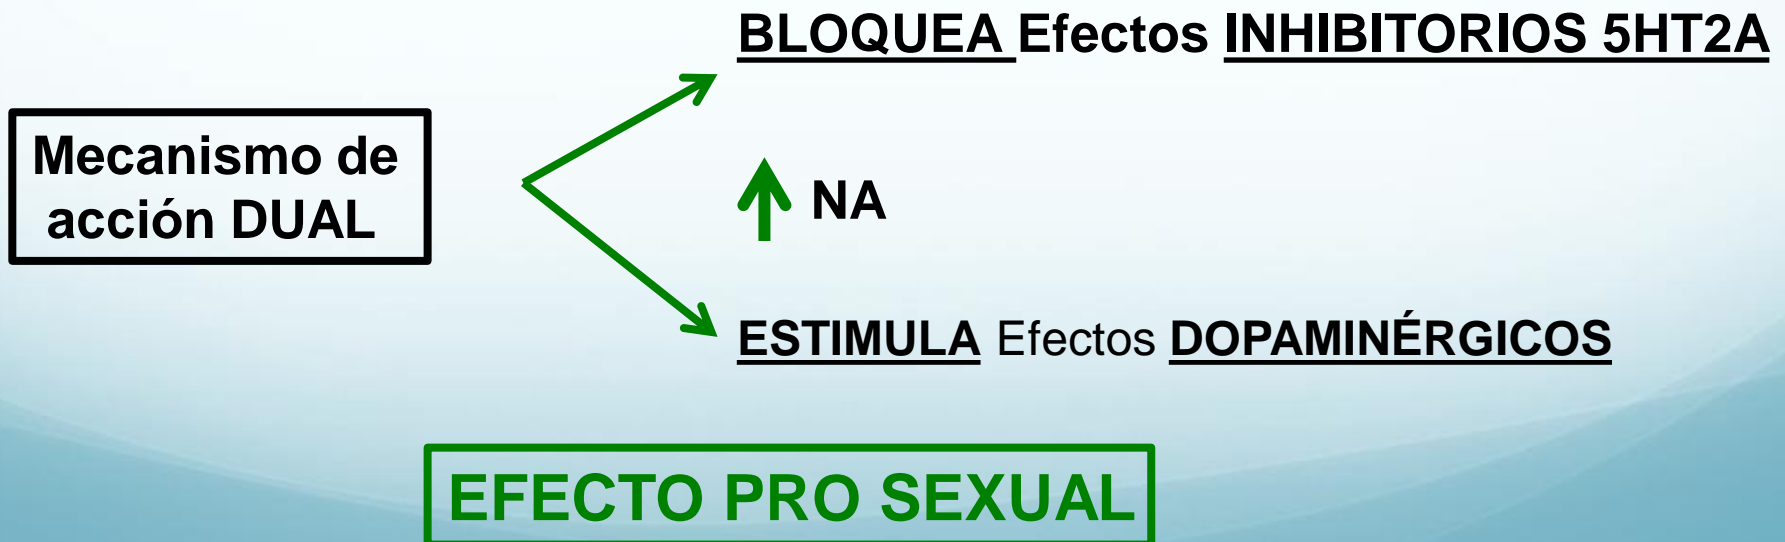 BLOQUEA Efectos INHIBITORIOS 5HT2A
Mecanismo de
acción DUAL
NA
ESTIMULA Efectos DOPAMINÉRGICOS
EFECTO PRO SEXUAL